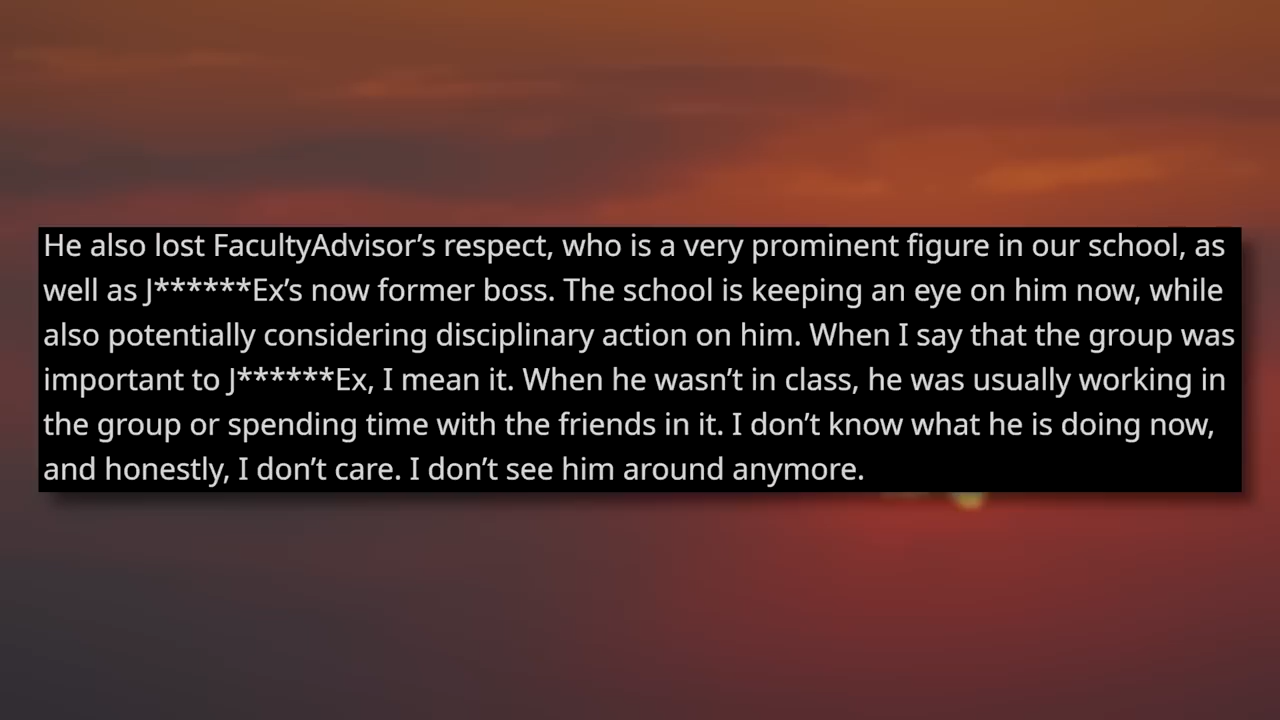 He also lost FacultyAdvisor’s respect, who is a very prominent figure in our school, as
well as J******Ex’s now former boss. The school is keeping an eye on him now, while
also potentially considering disciplinary action on him. When I say that the group was
important to J******Ex, I mean it. When he wasn’t in class, he was usually working in
the group or spending time with the friends in it. I don’t know what he is doing now,
and honestly, I don’t care. I don’t see him around anymore.